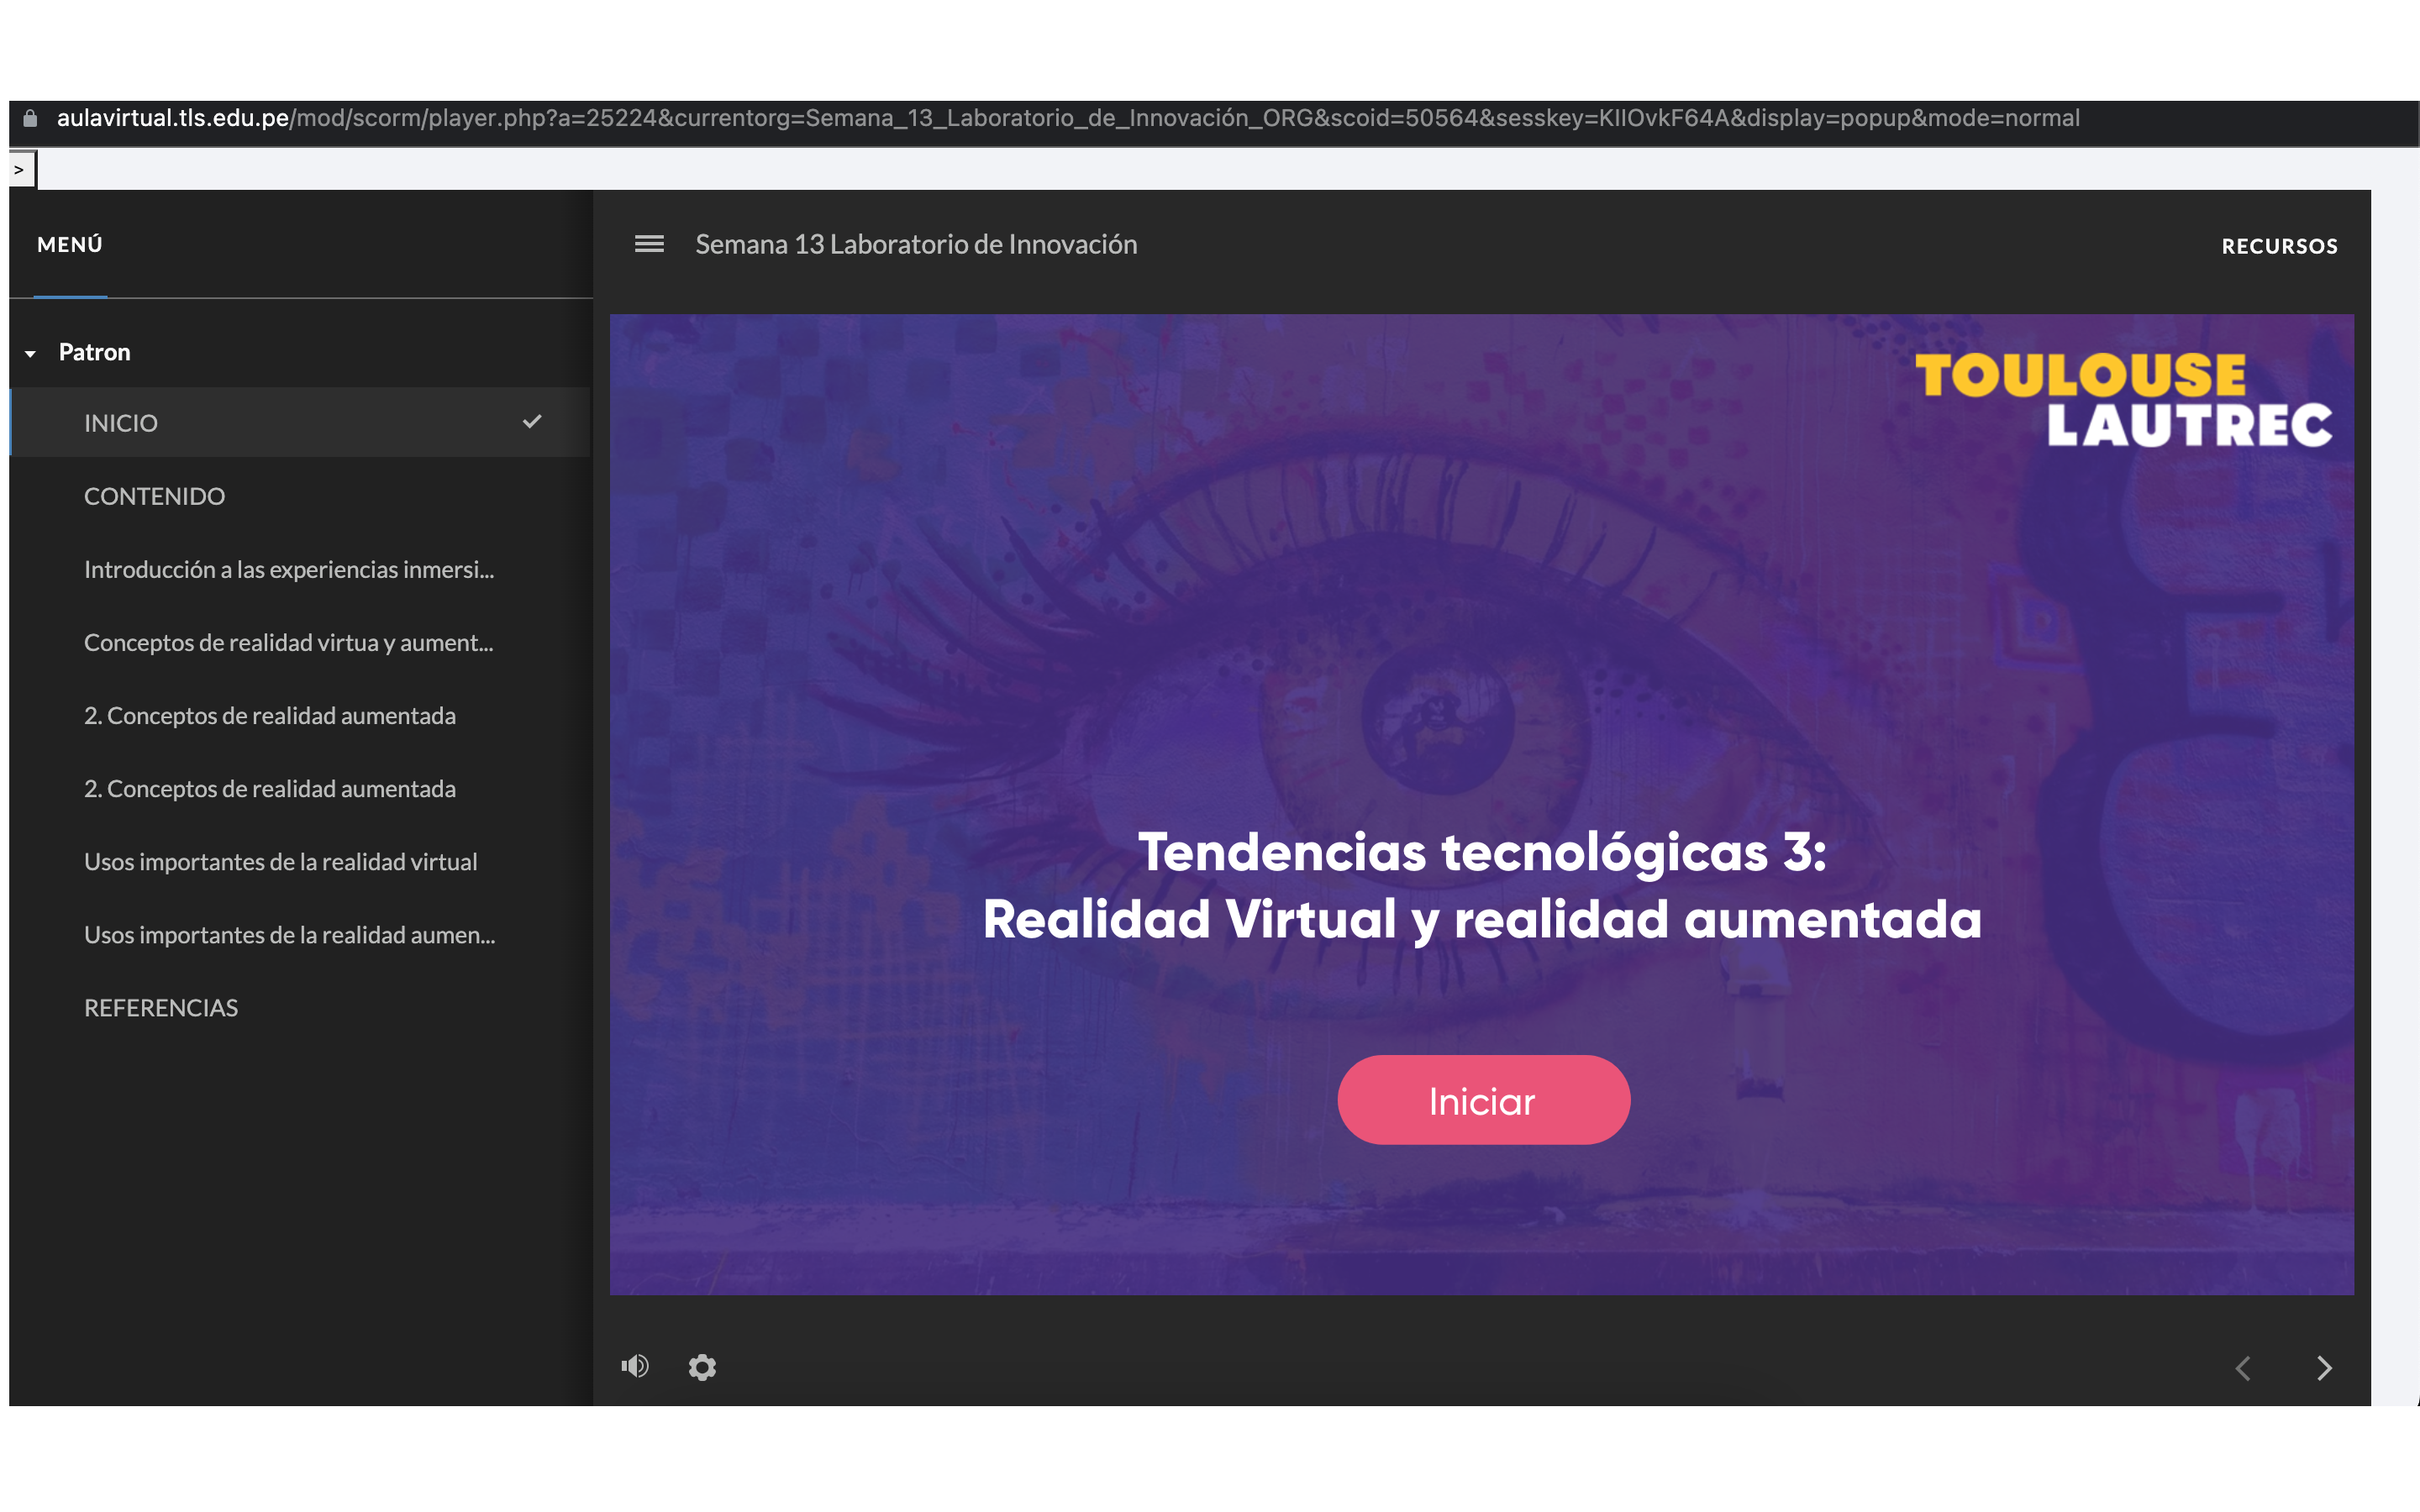 aulavirtual.tls.edu.pe/mod/scorm/player.php?a=25224&currentorg=Semana_13_Laboratorio_de_Innovación_ORG&scoid=50564&sesskey=KIIOvkF64A&display=popup&mode=normal
>
MENÚ
Semana 13 Laboratorio de Innovación
RECURSOS
Patron
INICIO
CONTENIDO
Introducción a las experiencias inmersi...
Conceptos de realidad virtua y aument...
2. Conceptos de realidad aumentada
2. Conceptos de realidad aumentada
Usos importantes de la realidad virtual
Usos importantes de la realidad aumen...
REFERENCIAS
TOULOUSE
LAUTREC
Tendencias tecnológicas 3:
Realidad Virtual y realidad aumentada
Iniciar